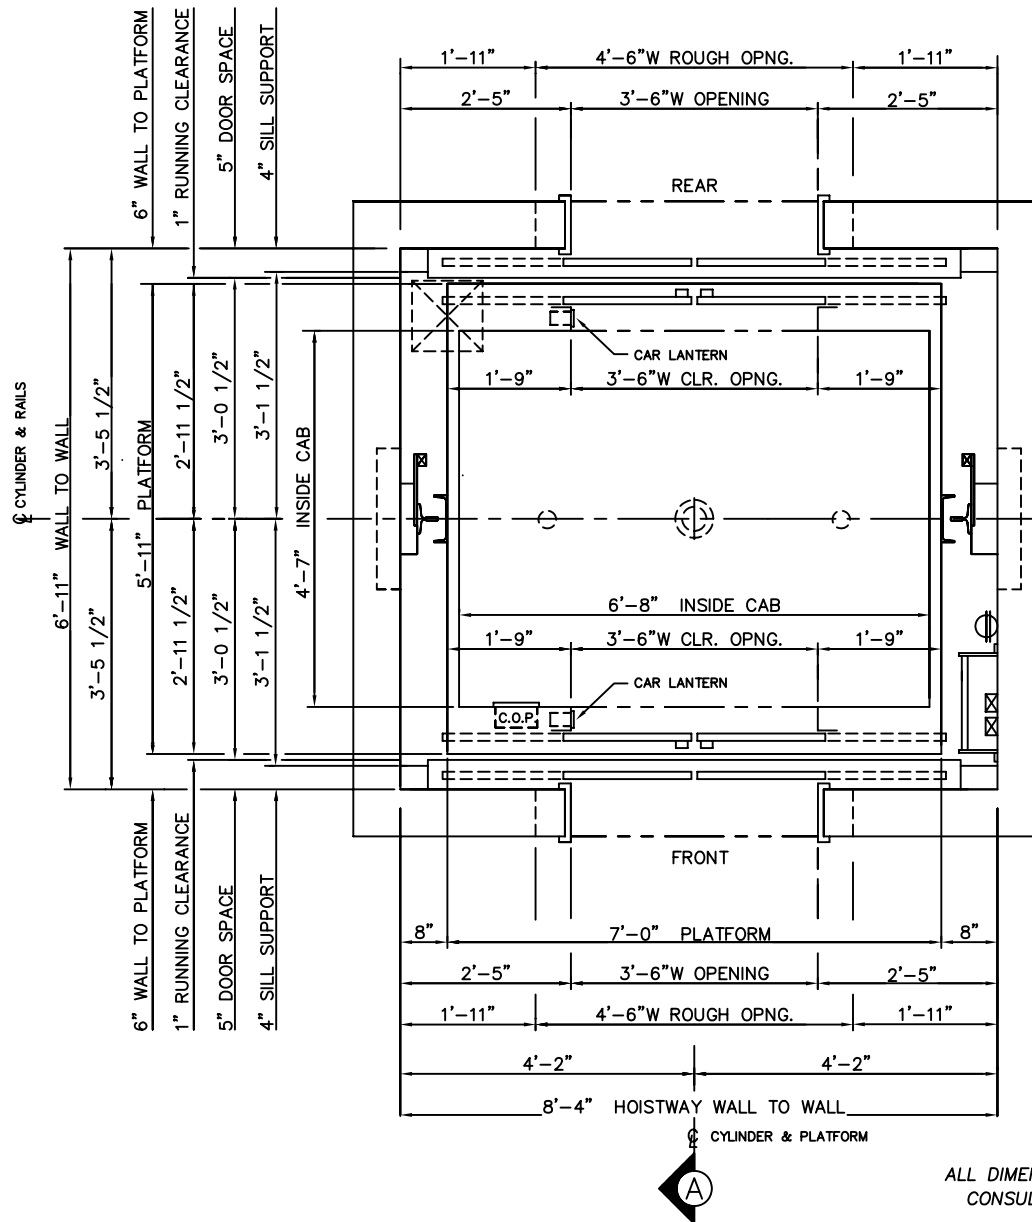 6" WALL TO PLATFORM
1" RUNNING CLEARANCE
5" DOOR SPACE
4" SILL SUPPORT
1'-11"
4'-6"W ROUGH OPNG.
1'-11"
2'-5"
3'-6"W OPENING
2'-5"
REAR
CAR LANTERN
1'-9"
3'-6"W CLR. OPNG.
1'-9"
℄ CYLINDER & RAILS
6'-11" WALL TO WALL
3'-5 1/2"
3'-5 1/2"
5'-11" PLATFORM
2'-11 1/2"
2'-11 1/2"
3'-0 1/2"
3'-0 1/2"
3'-1 1/2"
3'-1 1/2"
4'-7" INSIDE CAB
6'-8" INSIDE CAB
1'-9"
3'-6"W CLR. OPNG.
1'-9"
CAR LANTERN
C.O.P.
FRONT
6" WALL TO PLATFORM
1" RUNNING CLEARANCE
5" DOOR SPACE
4" SILL SUPPORT
8"
7'-0" PLATFORM
8"
2'-5"
3'-6"W OPENING
2'-5"
1'-11"
4'-6"W ROUGH OPNG.
1'-11"
4'-2"
4'-2"
8'-4" HOISTWAY WALL TO WALL
℄ CYLINDER & PLATFORM
A
ALL DIME
CONSUL